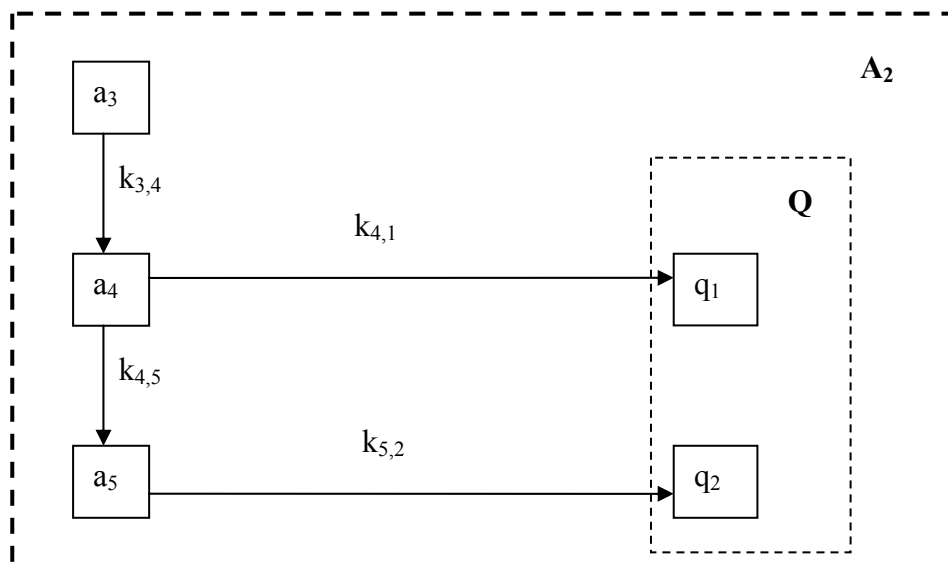 A₂
a₃
k₃,₄
Q
k₄,₁
a₄
q₁
k₄,₅
k₅,₂
a₅
q₂